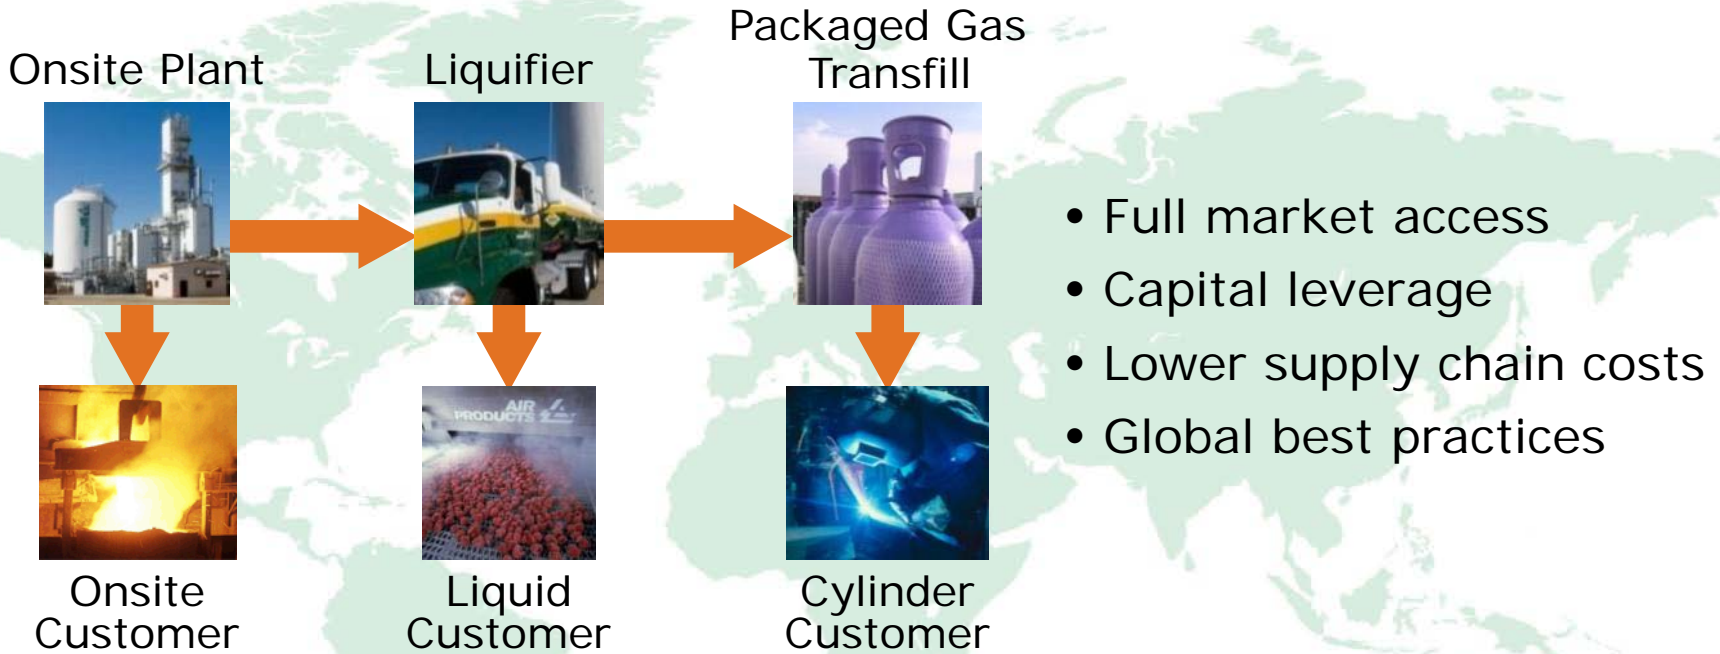 Onsite Plant
Liquifier
Packaged Gas
Transfill
AIR
PRODUCTS
Onsite
Customer
Liquid
Customer
Cylinder
Customer
• Full market access
• Capital leverage
• Lower supply chain costs
• Global best practices